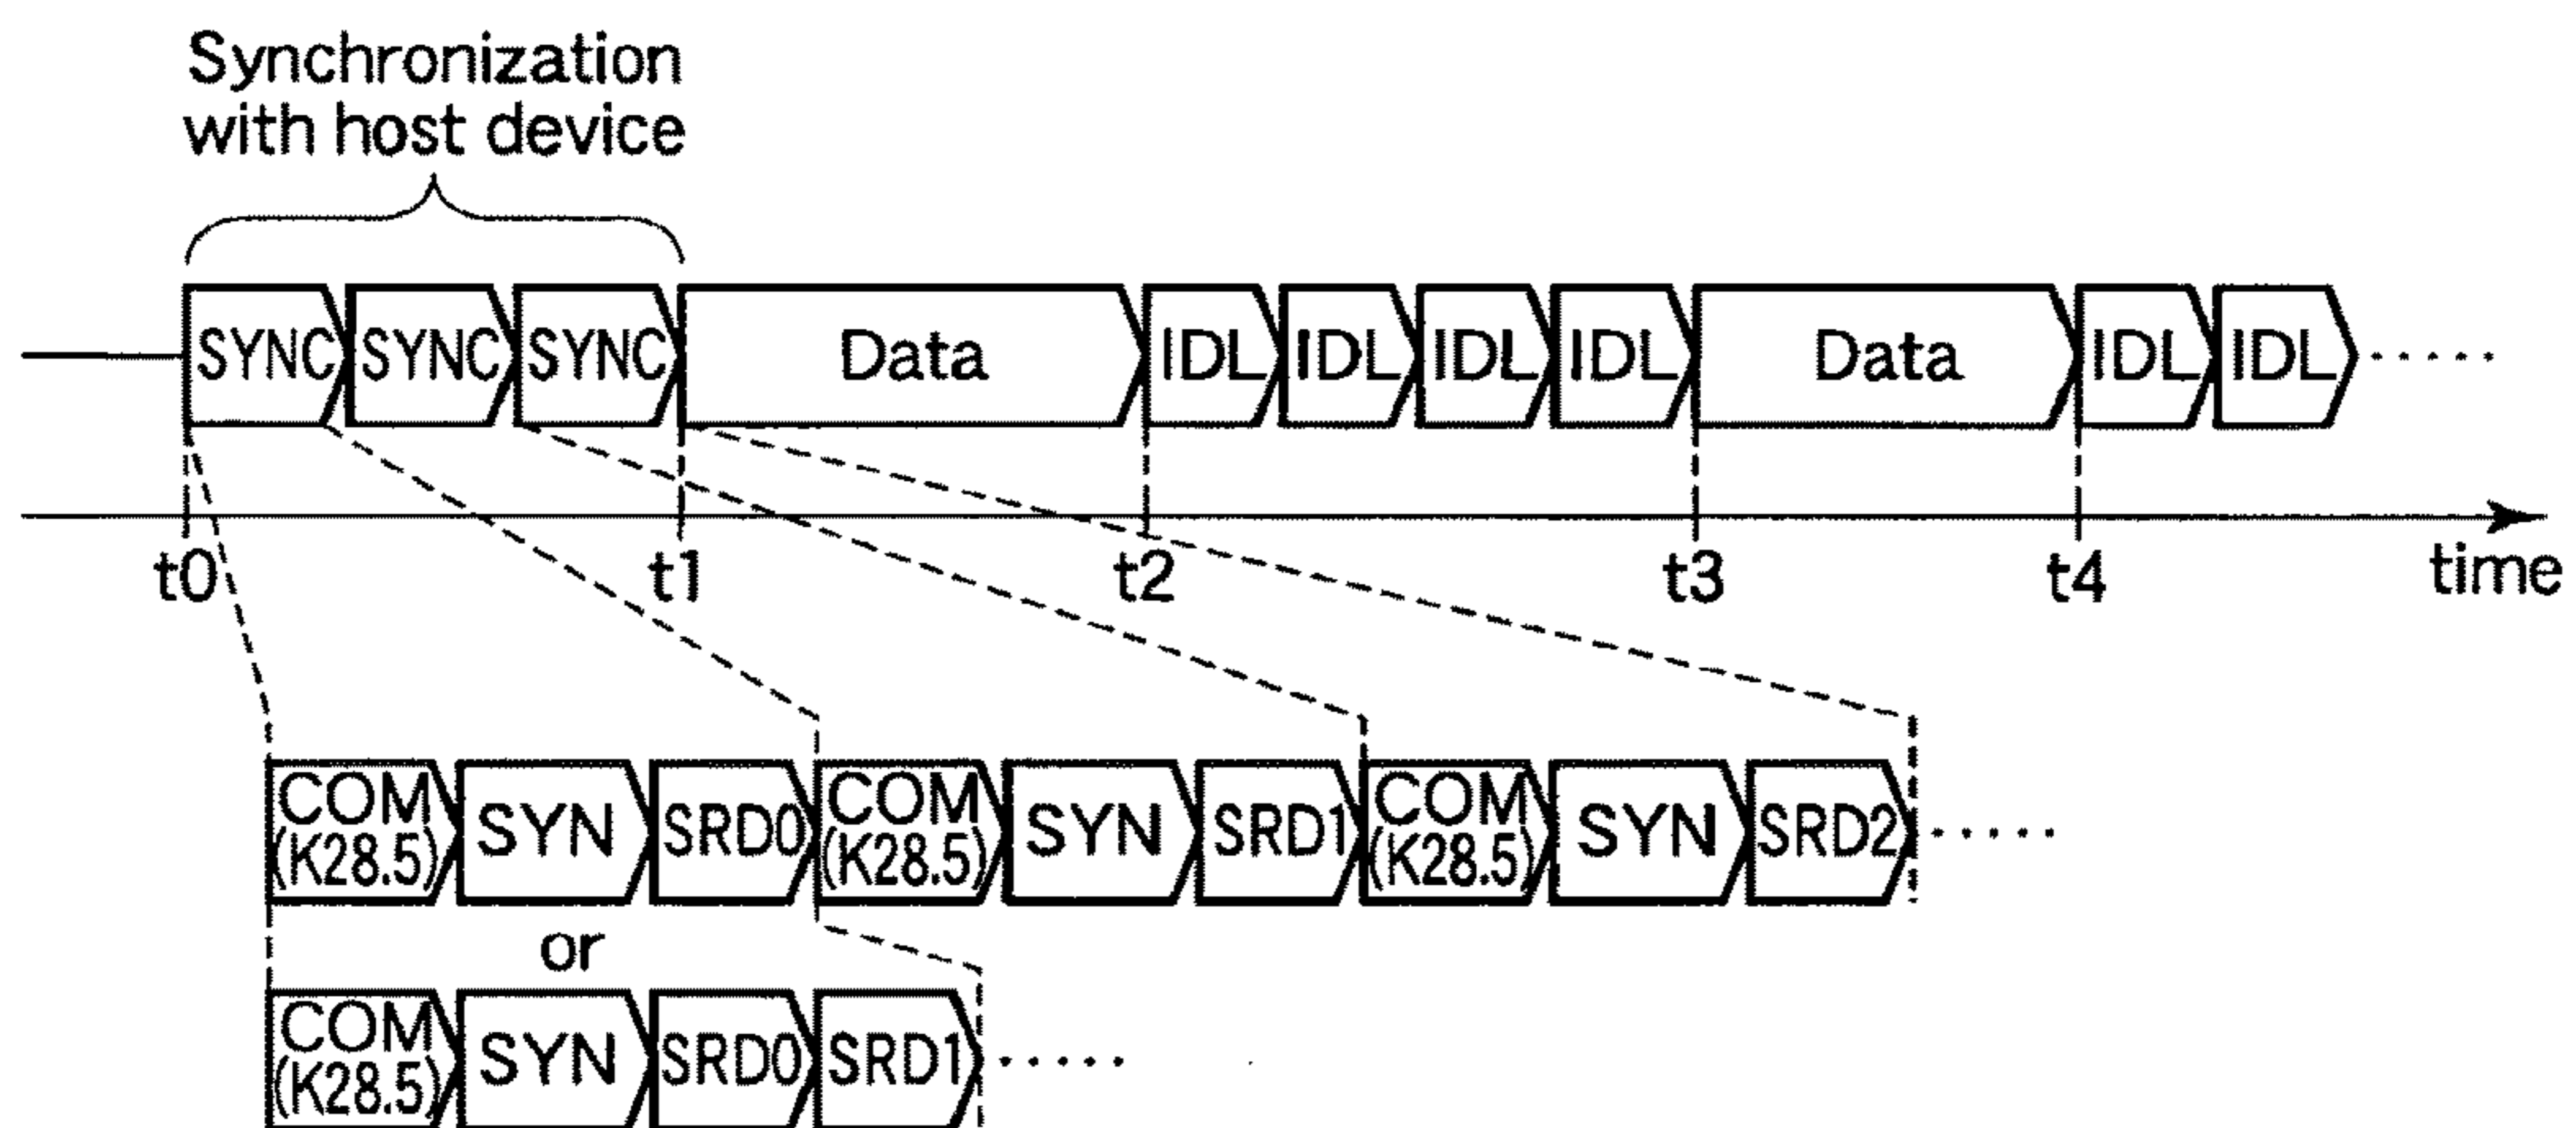 Synchronization
with host device
SYNC SYNC SYNC Data IDL IDL IDL IDL Data IDL IDL
t0 t1 t2 t3 t4 time
COM (K28.5) SYN SRD0 COM (K28.5) SYN SRD1 COM (K28.5) SYN SRD2
or
COM (K28.5) SYN SRD0 SRD1